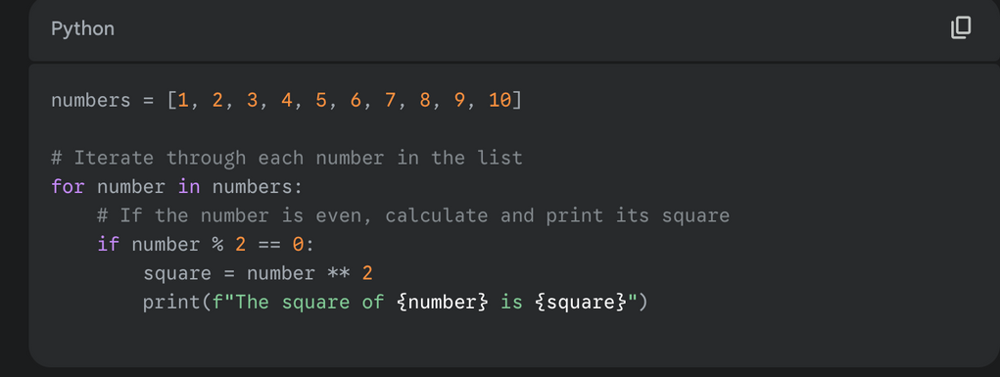 Python
numbers = [1, 2, 3, 4, 5, 6, 7, 8, 9, 10]
# Iterate through each number in the list
for number in numbers:
    # If the number is even, calculate and print its square
    if number % 2 == 0:
        square = number ** 2
        print(f"The square of {number} is {square}")